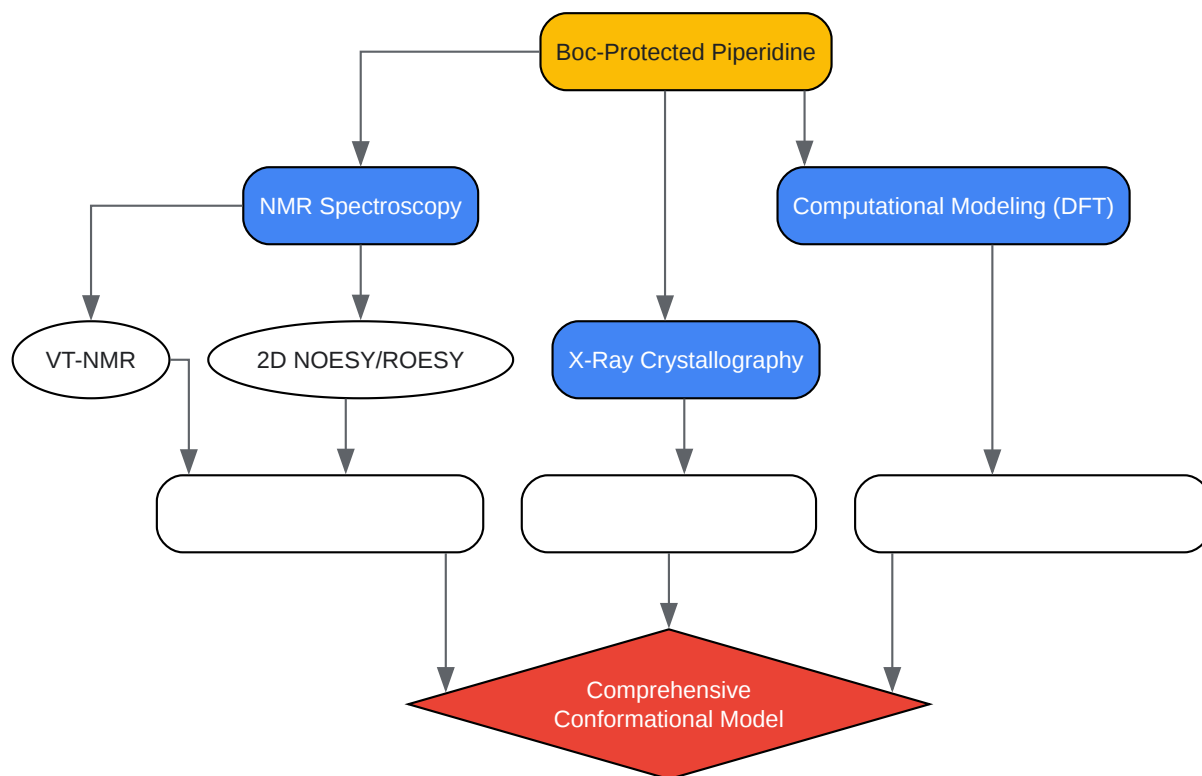 Boc-Protected Piperidine
NMR Spectroscopy
Computational Modeling (DFT)
VT-NMR
2D NOESY/ROESY
X-Ray Crystallography
Comprehensive
Conformational Model